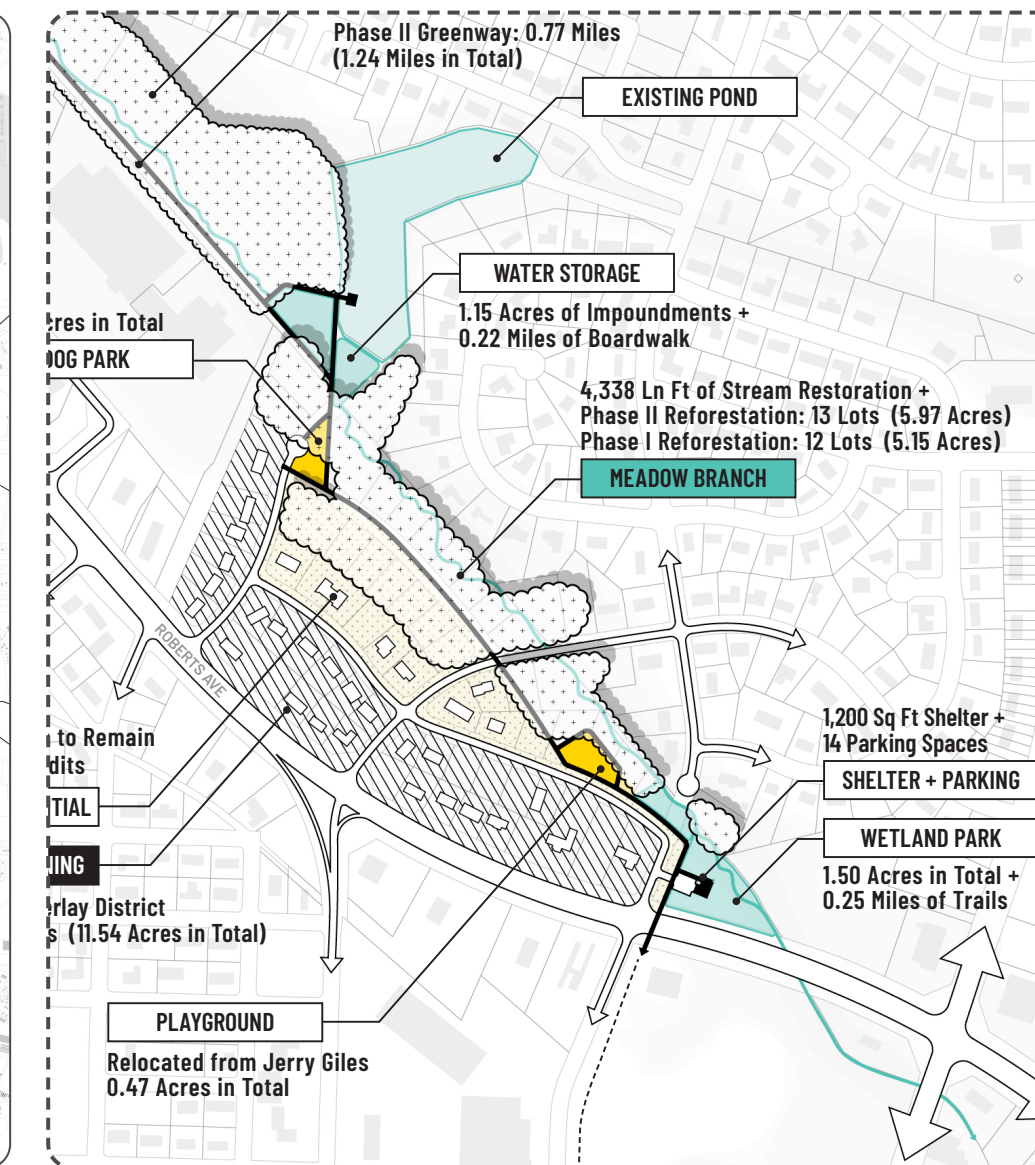 Phase II Greenway: 0.77 Miles
(1.24 Miles in Total)
EXISTING POND
WATER STORAGE
1.15 Acres of Impoundments +
0.22 Miles of Boardwalk
cres in Total
DOG PARK
4,338 Ln Ft of Stream Restoration +
Phase II Reforestation: 13 Lots (5.97 Acres)
Phase I Reforestation: 12 Lots (5.15 Acres)
MEADOW BRANCH
ROBERTS AVE
to Remain
dits
TIAL
NING
rlay District
s (11.54 Acres in Total)
1,200 Sq Ft Shelter +
14 Parking Spaces
SHELTER + PARKING
WETLAND PARK
1.50 Acres in Total +
0.25 Miles of Trails
PLAYGROUND
Relocated from Jerry Giles
0.47 Acres in Total